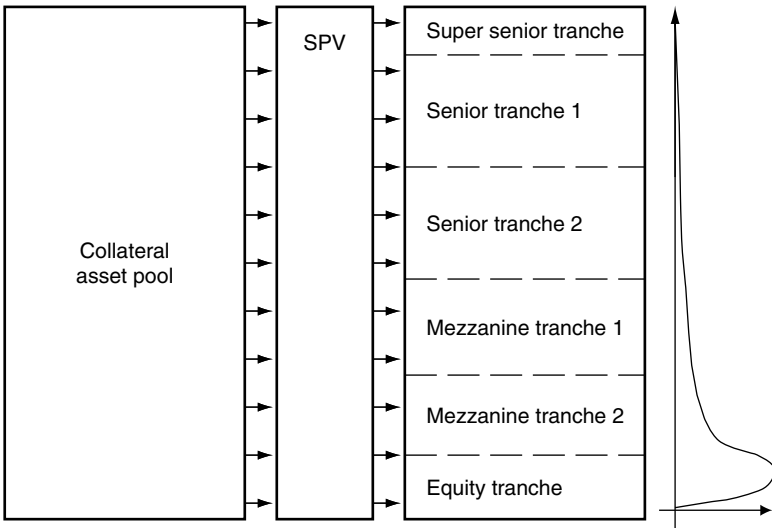 Collateral
asset pool
SPV
Super senior tranche
Senior tranche 1
Senior tranche 2
Mezzanine tranche 1
Mezzanine tranche 2
Equity tranche